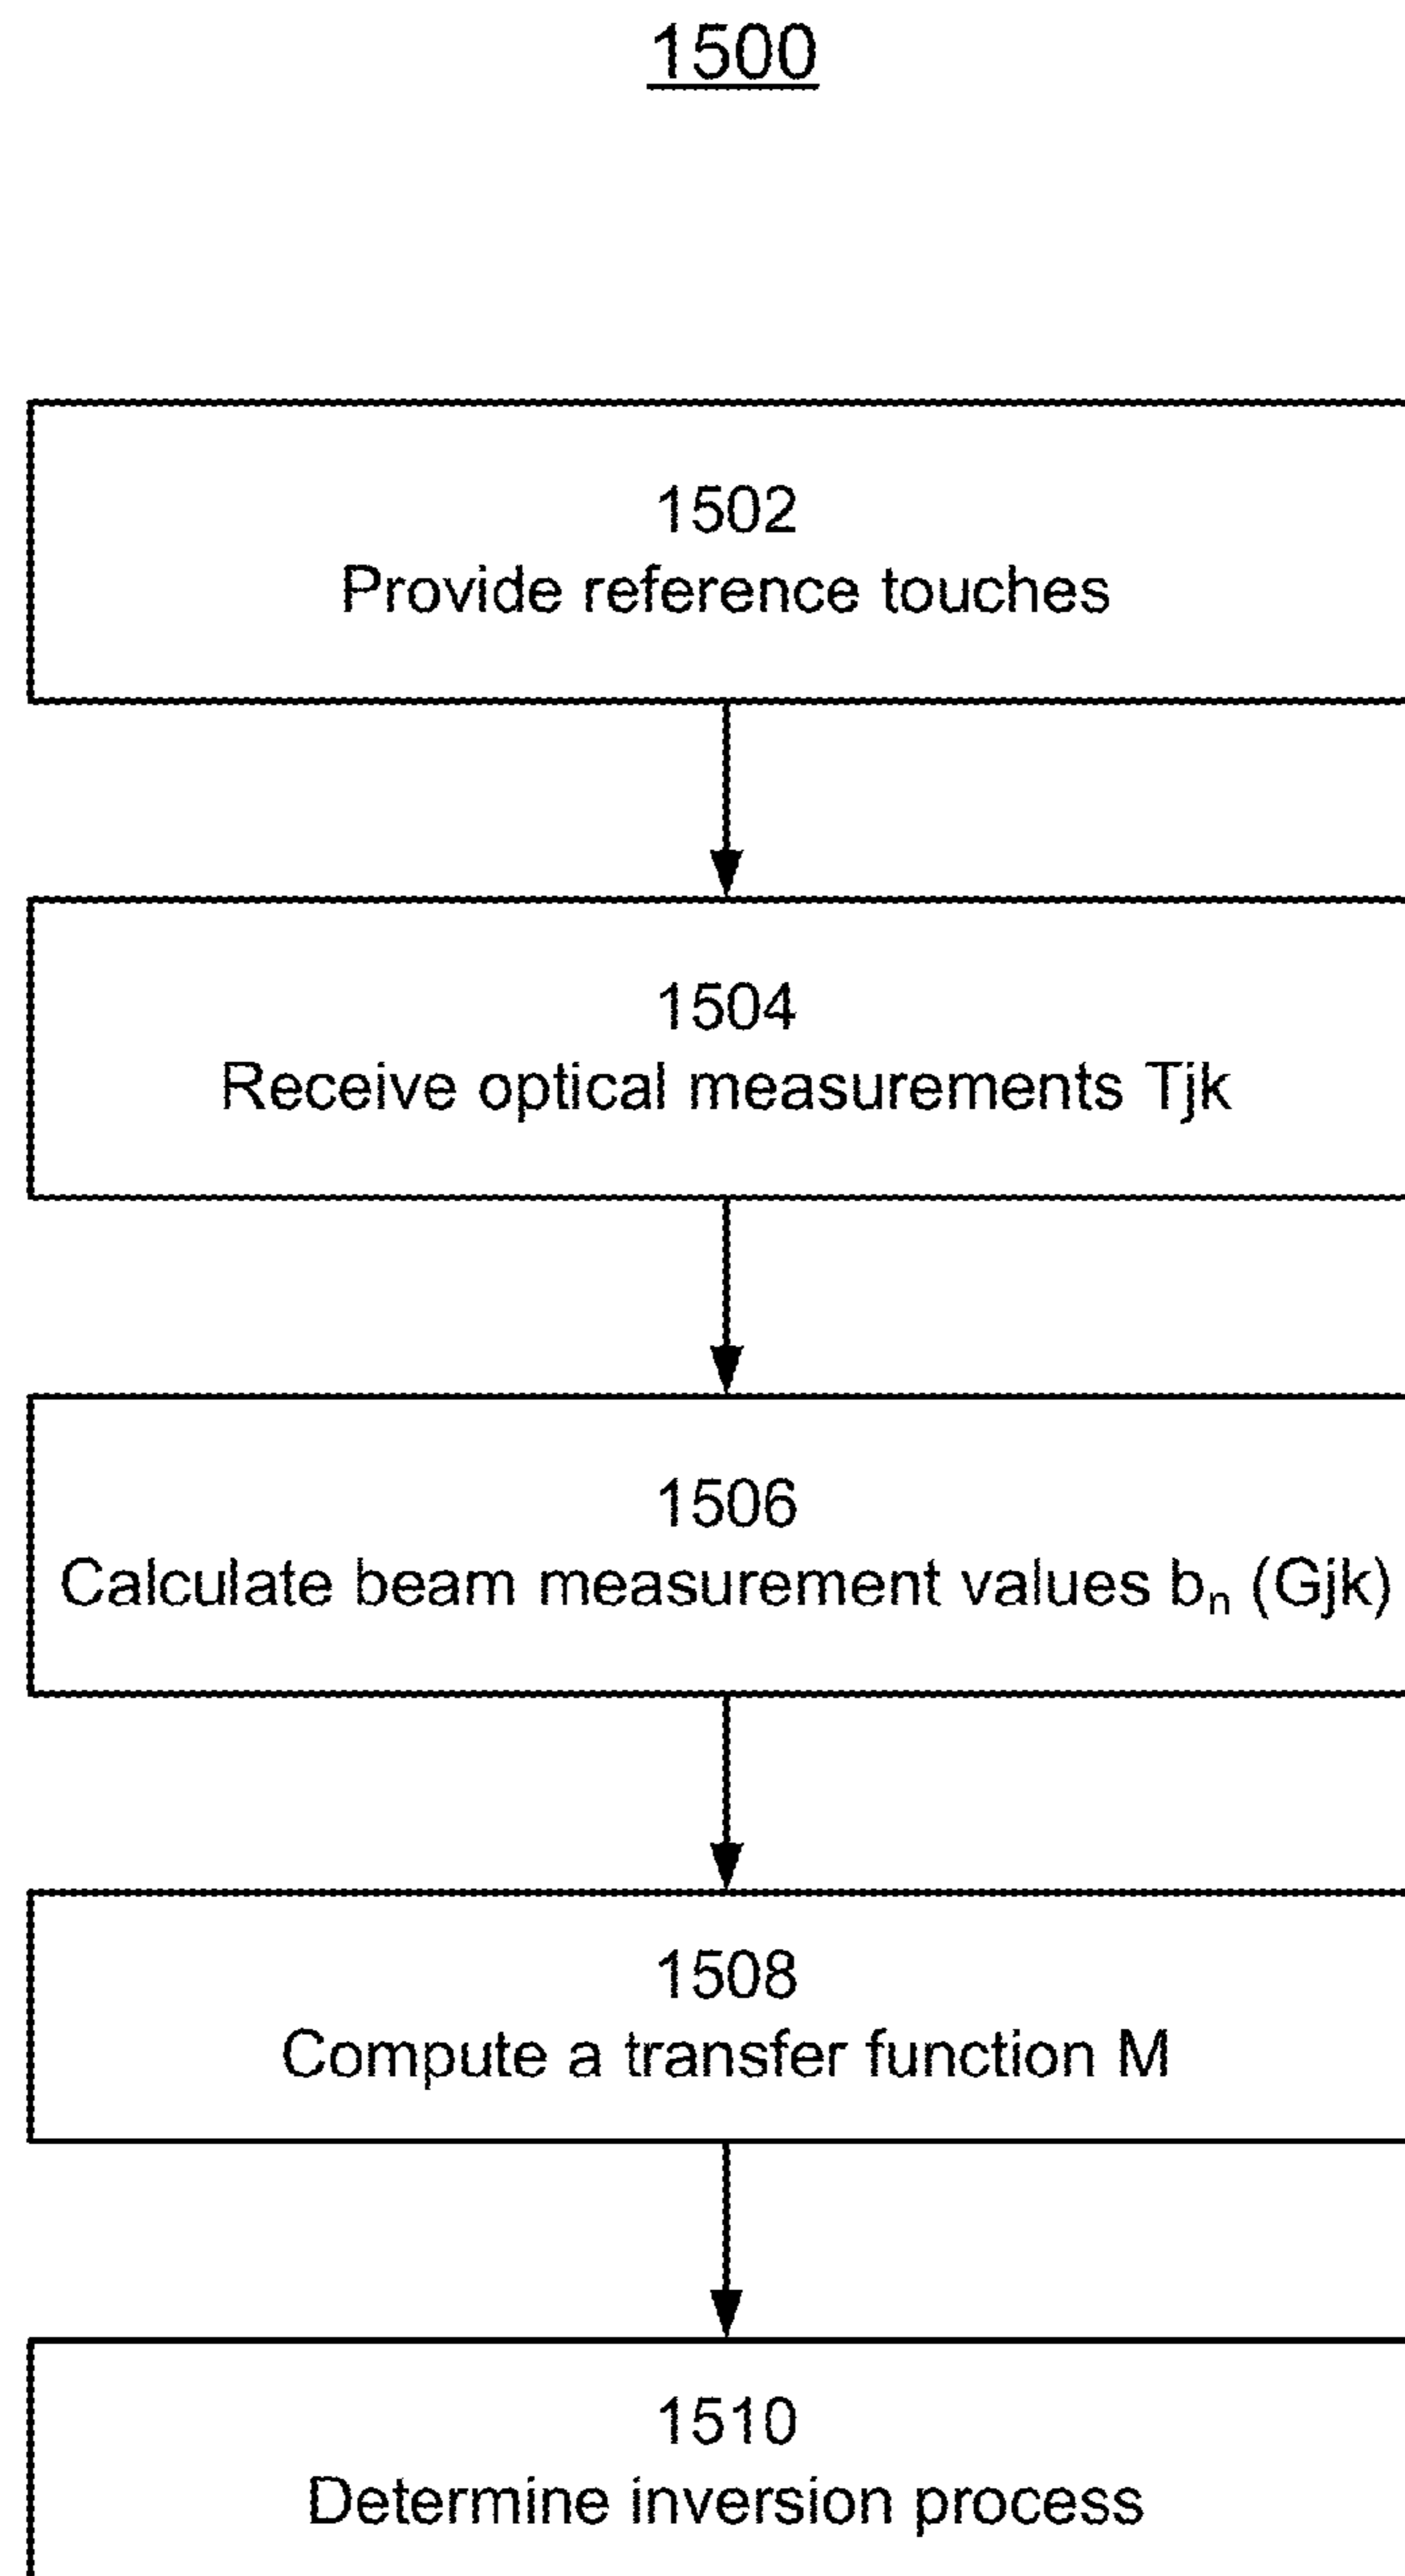 1500
1502
Provide reference touches
1504
Receive optical measurements Tjk
1506
Calculate beam measurement values bₙ (Gjk)
1508
Compute a transfer function M
1510
Determine inversion process